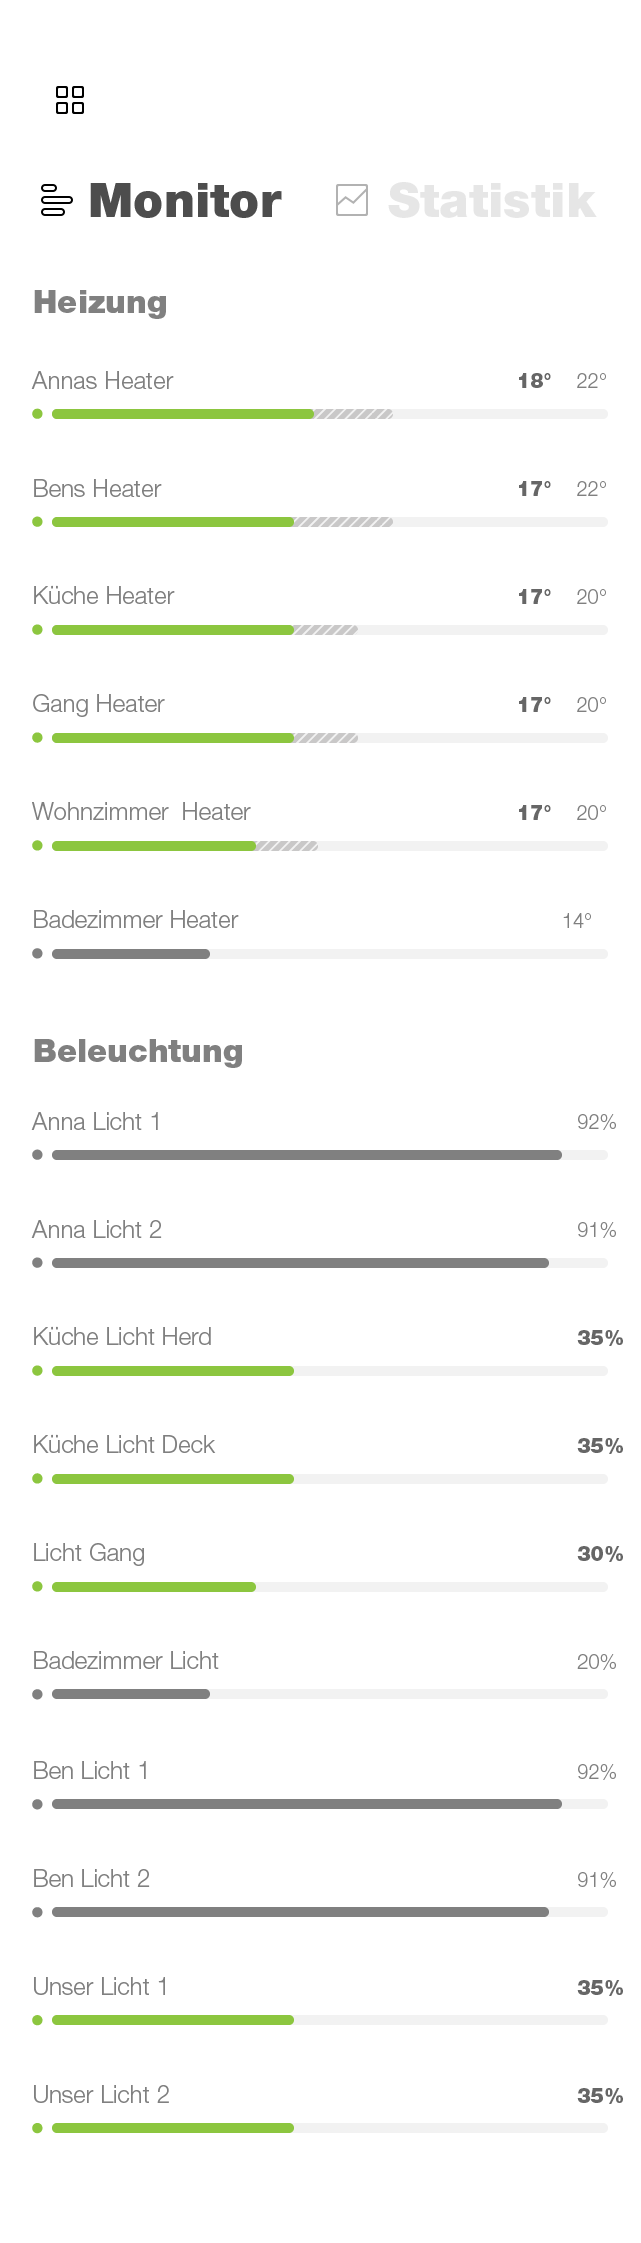 Monitor Statistik
Heizung
Annas Heater 18° 22°
Bens Heater 17° 22°
Küche Heater 17° 20°
Gang Heater 17° 20°
Wohnzimmer  Heater 17° 20°
Badezimmer Heater 14°
Beleuchtung
Anna Licht 1 92%
Anna Licht 2 91%
Küche Licht Herd 35%
Küche Licht Deck 35%
Licht Gang 30%
Badezimmer Licht 20%
Ben Licht 1 92%
Ben Licht 2 91%
Unser Licht 1 35%
Unser Licht 2 35%